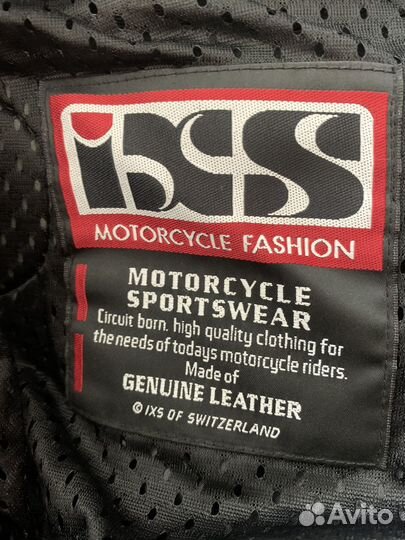 iXS
MOTORCYCLE FASHION
MOTORCYCLE
SPORTSWEAR
Circuit born. high quality clothing for
the needs of todays motorcycle riders.
Made of
GENUINE LEATHER
© IXS OF SWITZERLAND
Avito